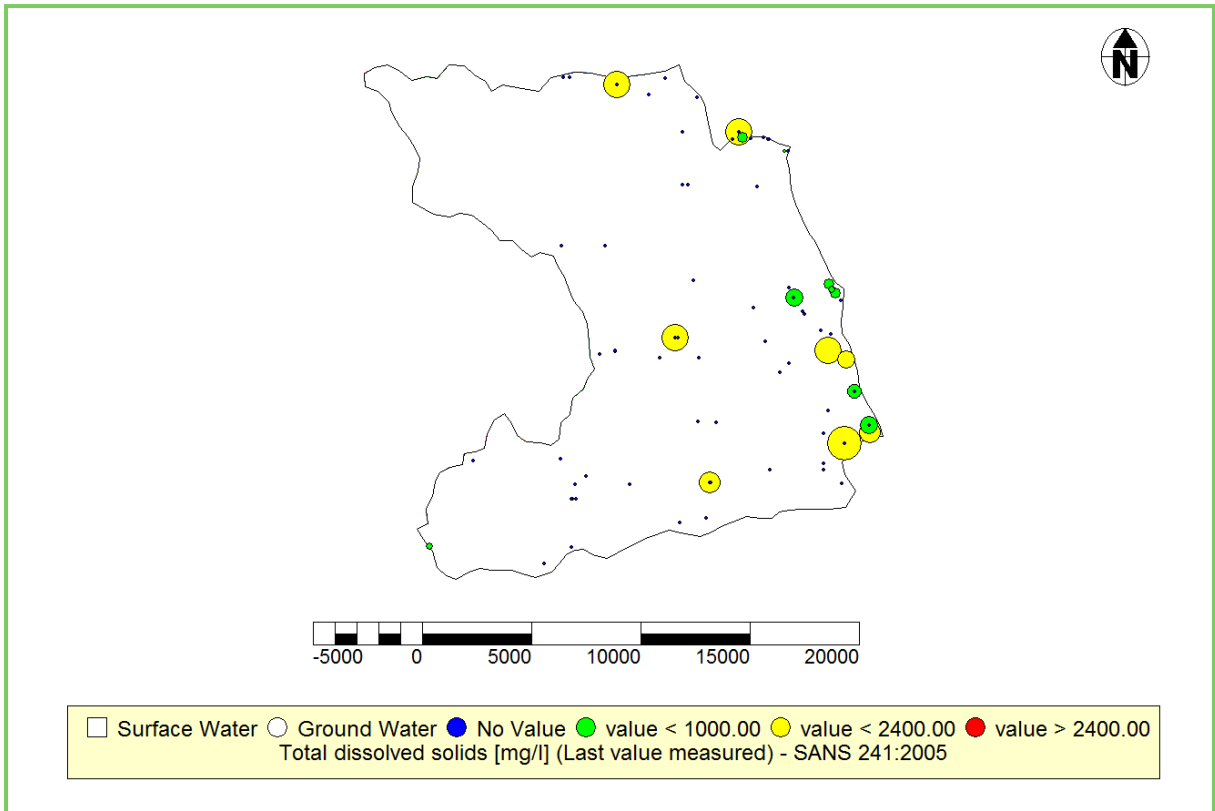 N
-5000 0 5000 10000 15000 20000
Surface Water Ground Water No Value value < 1000.00 value < 2400.00 value > 2400.00
Total dissolved solids [mg/l] (Last value measured) - SANS 241:2005